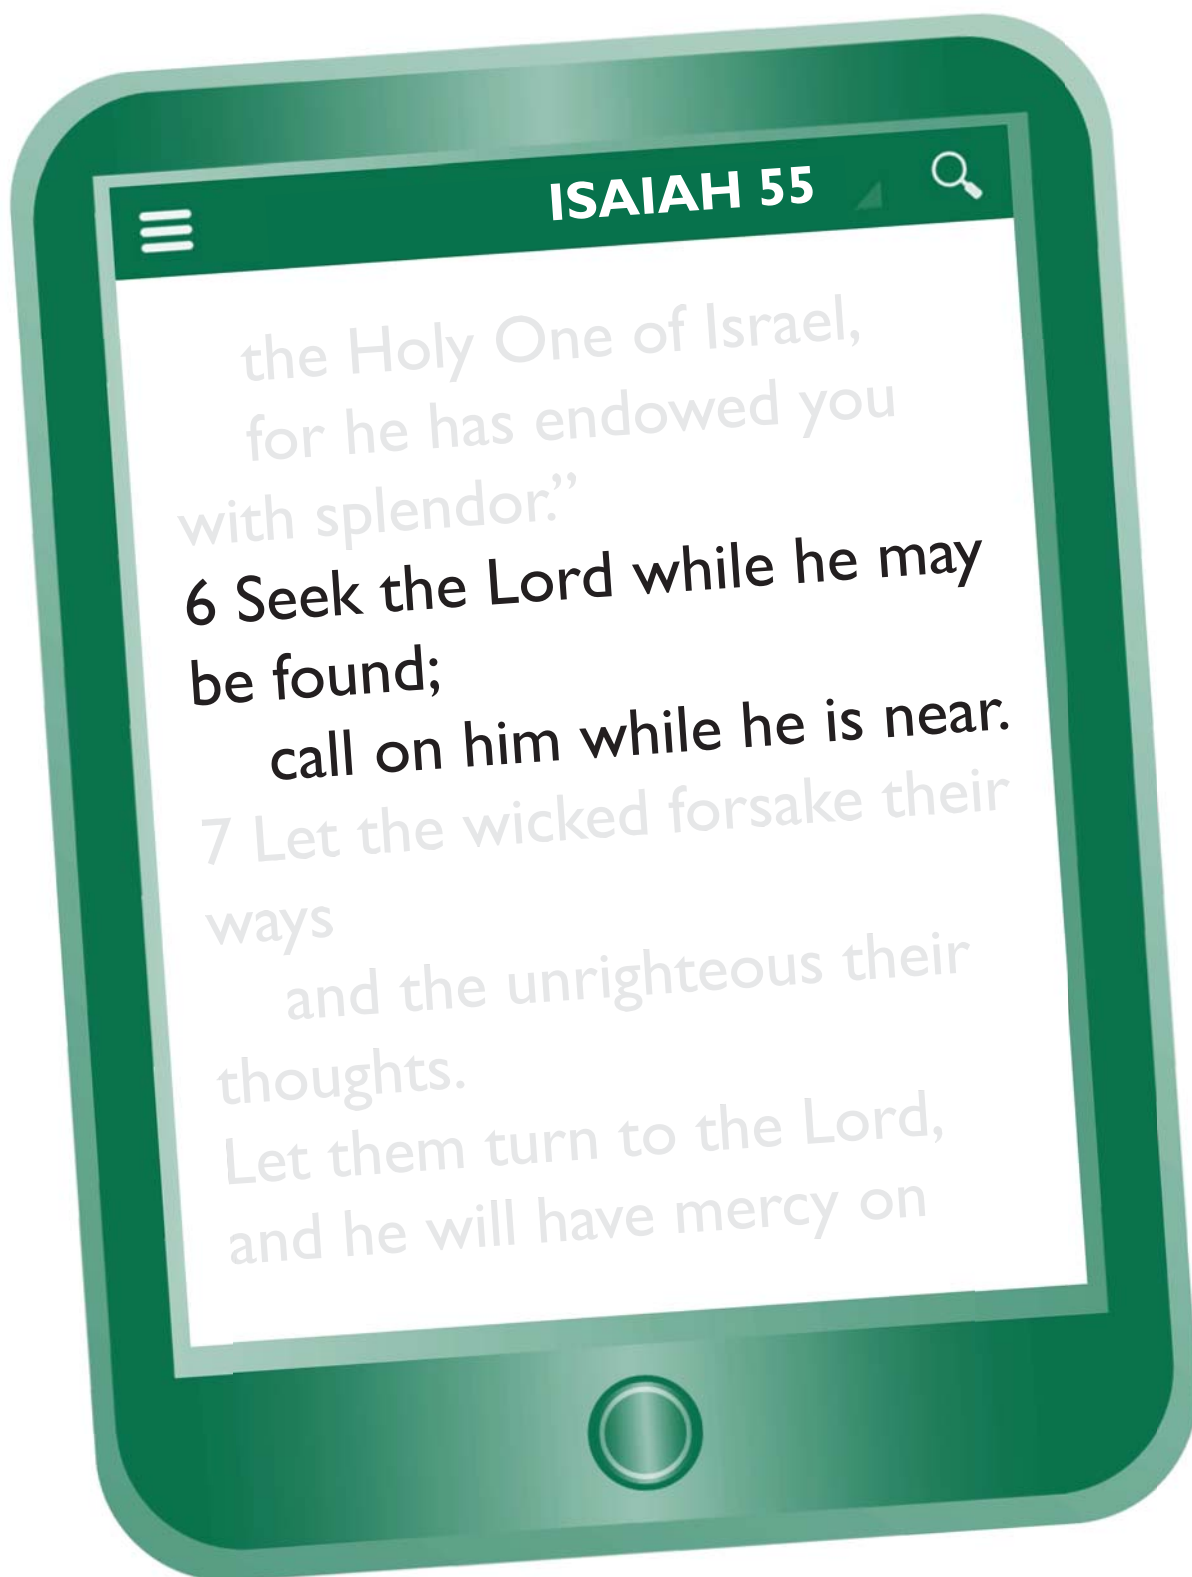 ISAIAH 55
the Holy One of Israel,
for he has endowed you
with splendor.”
6 Seek the Lord while he may
be found;
call on him while he is near.
7 Let the wicked forsake their
ways
and the unrighteous their
thoughts.
Let them turn to the Lord,
and he will have mercy on